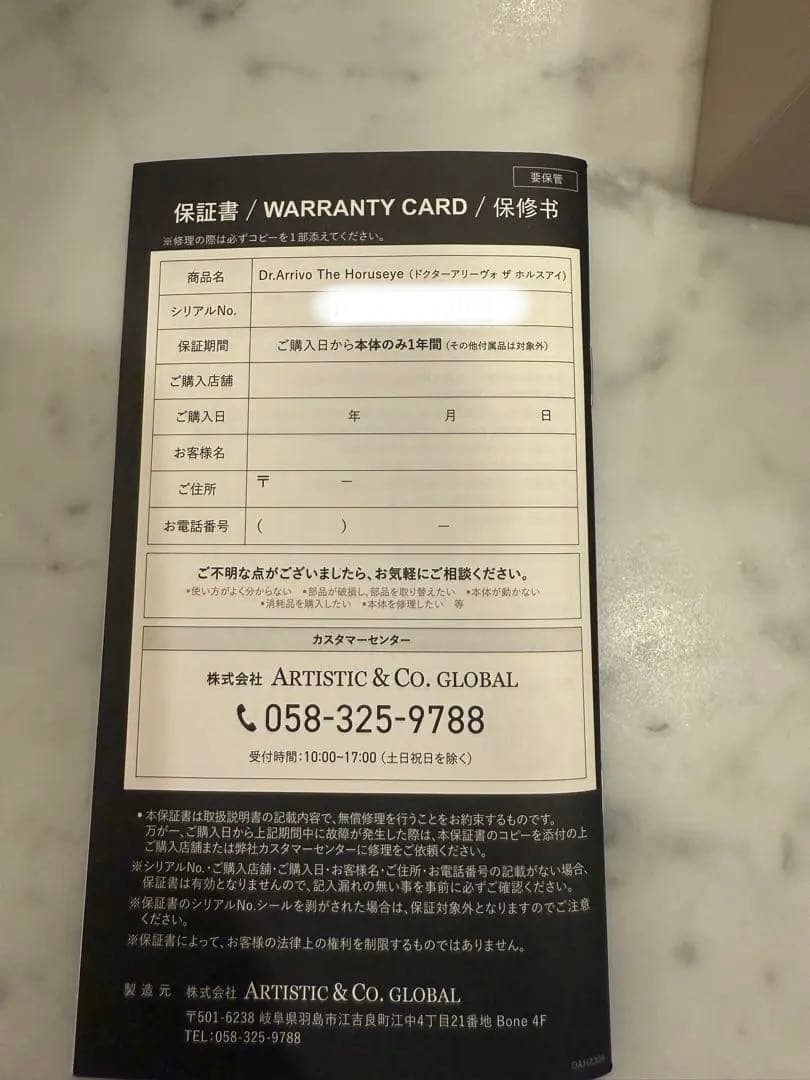 要保管
保証書 / WARRANTY CARD / 保修书
※修理の際は必ずコピーを1部添えてください。
商品名 Dr.Arrivo The Horuseye（ドクターアリーヴォ ザ ホルスアイ）
シリアルNo.
保証期間 ご購入日から本体のみ1年間（その他付属品は対象外）
ご購入店舗
ご購入日 年 月 日
お客様名
ご住所 〒 －
お電話番号 （ ） －
ご不明な点がございましたら、お気軽にご相談ください。
*使い方がよく分からない *部品が破損し、部品を取り替えたい *本体が動かない
*消耗品を購入したい *本体を修理したい 等
カスタマーセンター
株式会社 ARTISTIC & CO. GLOBAL
058-325-9788
受付時間：10:00~17:00（土日祝日を除く）
*本保証書は取扱説明書の記載内容で、無償修理を行うことをお約束するものです。
万が一、ご購入日から上記期間中に故障が発生した際は、本保証書のコピーを添付の上
ご購入店舗または弊社カスタマーセンターに修理をご依頼ください。
※シリアルNo.・ご購入店舗・ご購入日・お客様名・ご住所・お電話番号の記載がない場合、
保証書は有効となりませんので、記入漏れの無い事を事前に必ずご確認ください。
※保証書のシリアルNo.シールを剥がされた場合は、保証対象外となりますのでご注意
ください。
※保証書によって、お客様の法律上の権利を制限するものではありません。
製造元 株式会社 ARTISTIC & CO. GLOBAL
〒501-6238 岐阜県羽島市江吉良町江中4丁目21番地 Bone 4F
TEL：058-325-9788